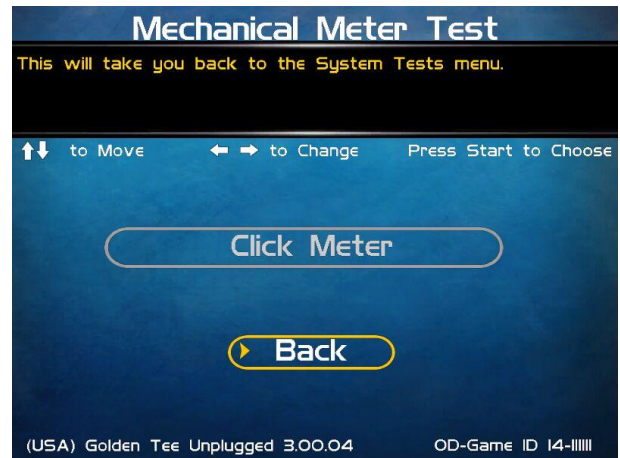 Mechanical Meter Test
This will take you back to the System Tests menu.
to Move to Change Press Start to Choose
Click Meter
Back
(USA) Golden Tee Unplugged 3.00.04 OD-Game ID 14-111111